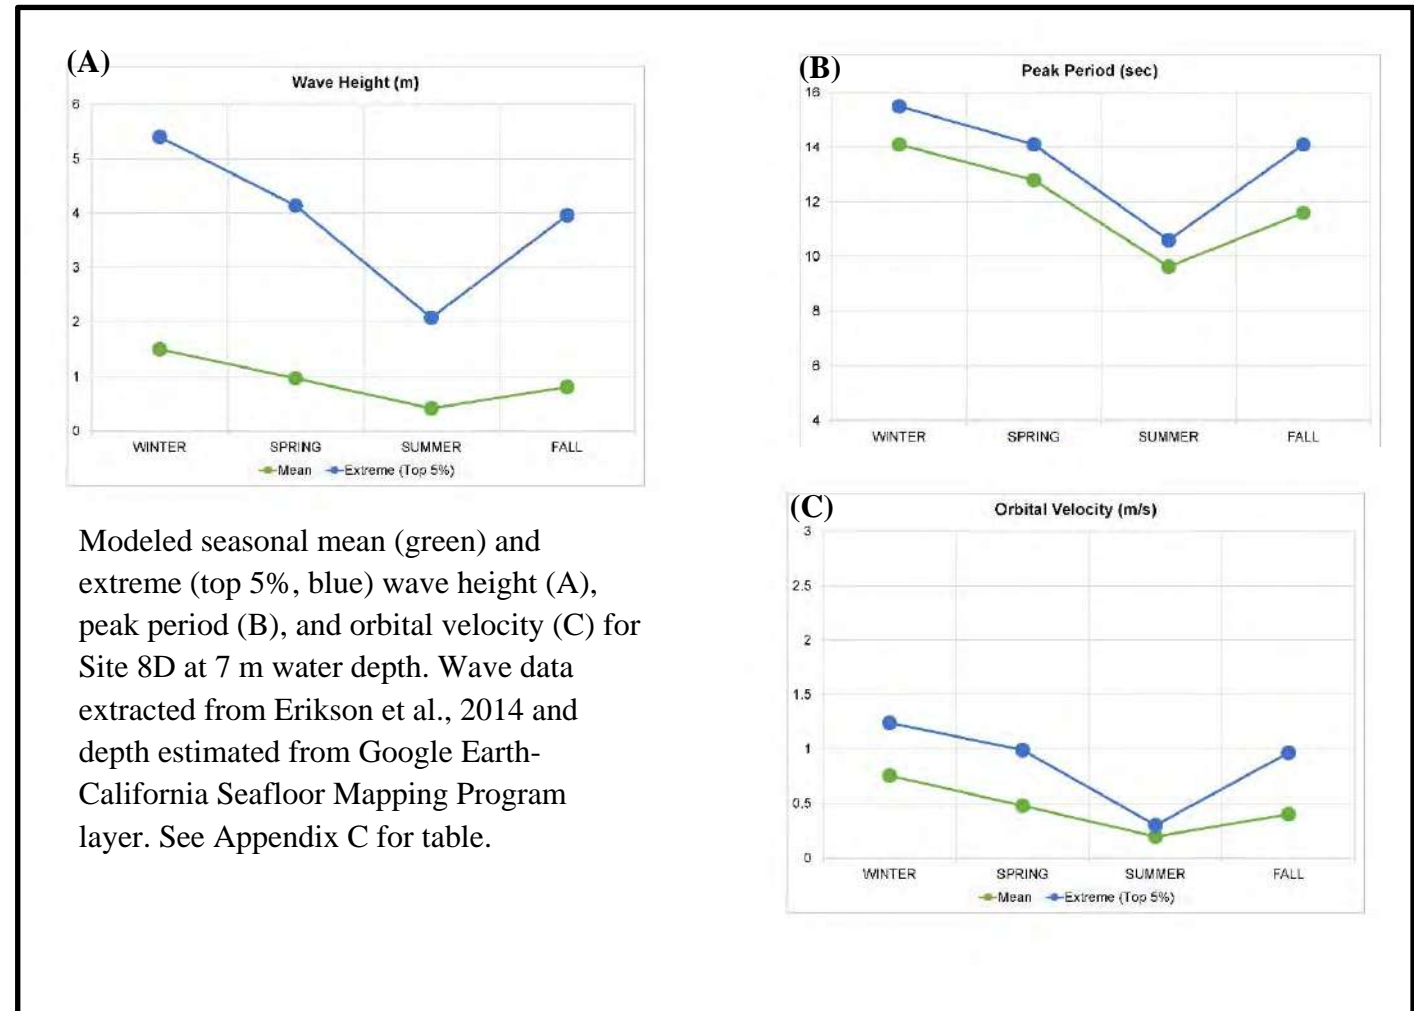 (A)
Wave Height (m)
6
5
4
3
2
1
0
WINTER SPRING SUMMER FALL
Mean Extreme (Top 5%)
(B)
Peak Period (sec)
16
14
12
10
8
6
4
WINTER SPRING SUMMER FALL
Modeled seasonal mean (green) and
extreme (top 5%, blue) wave height (A),
peak period (B), and orbital velocity (C) for
Site 8D at 7 m water depth. Wave data
extracted from Erikson et al., 2014 and
depth estimated from Google Earth-
California Seafloor Mapping Program
layer. See Appendix C for table.
(C)
Orbital Velocity (m/s)
3
2.5
2
1.5
1
0.5
0
WINTER SPRING SUMMER FALL
Mean Extreme (Top 5%)